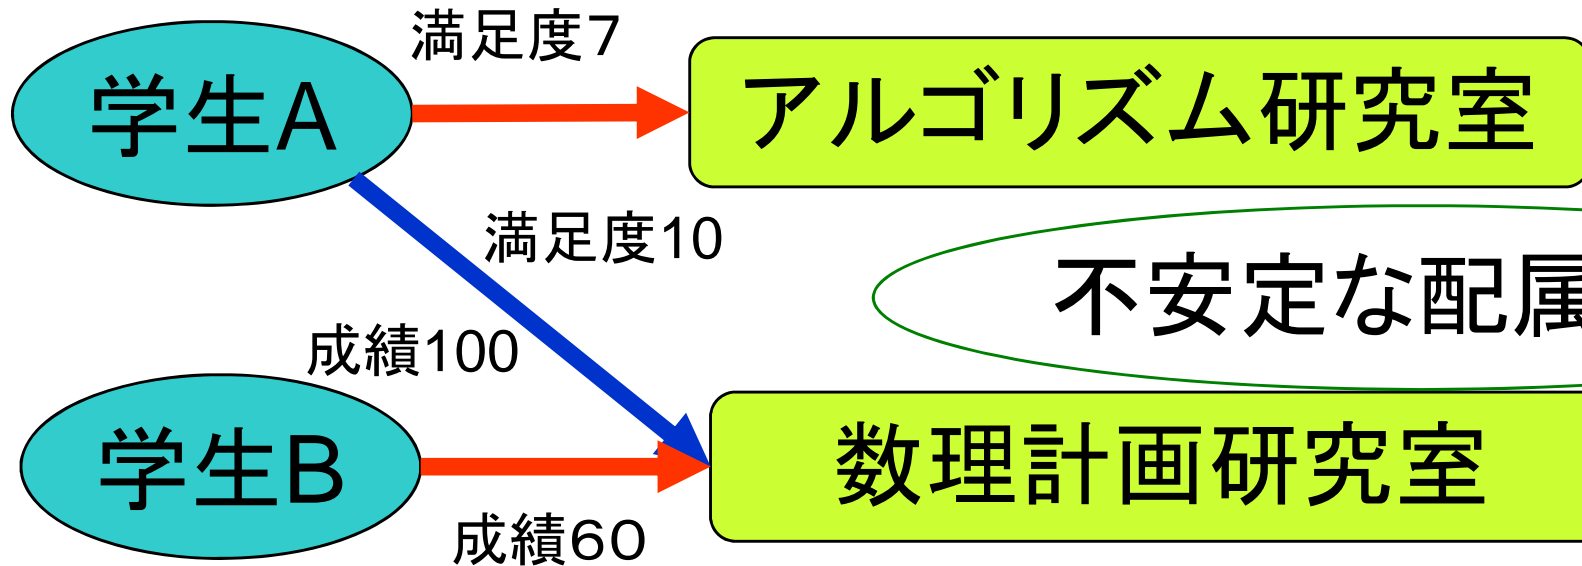 満足度7
学生A
アルゴリズム研究室
満足度10
不安定な配属
成績100
学生B
数理計画研究室
成績60